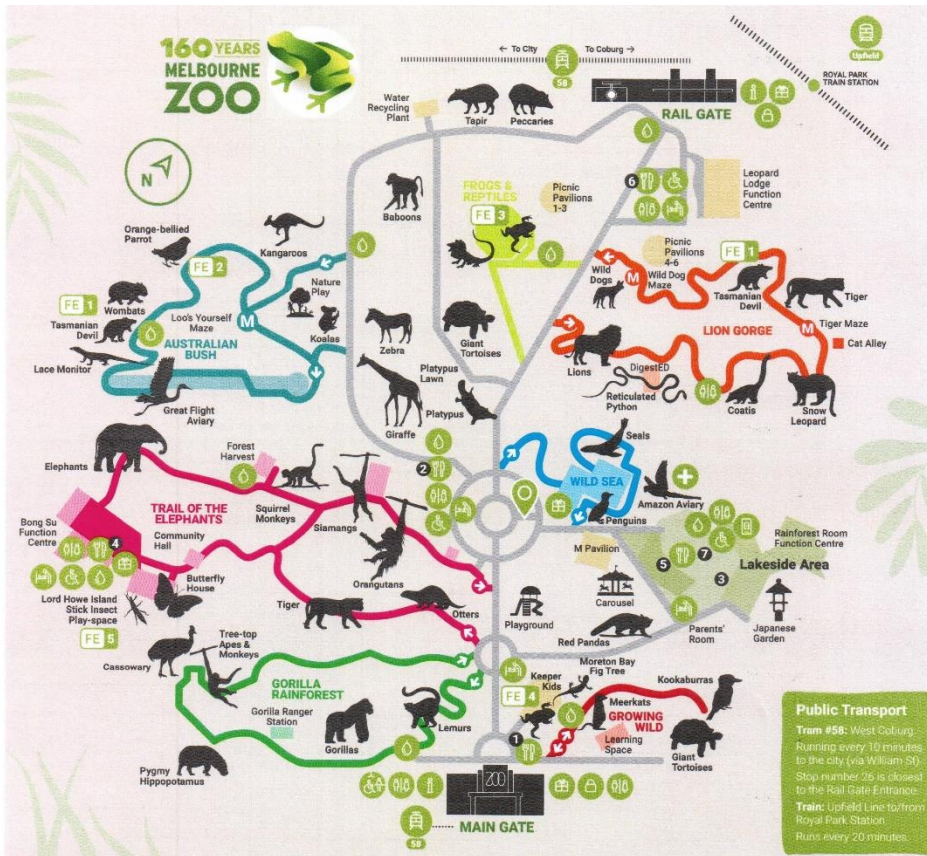 160 YEARS
MELBOURNE
ZOO
← To City
To Coburg →
58
Upfield
ROYAL PARK
TRAIN STATION
RAIL GATE
Water
Recycling
Plant
Tapir
Peccaries
N
Baboons
FROGS &
REPTILES
FE 3
Picnic
Pavilions
1-3
6
Leopard
Lodge
Function
Centre
Orange-bellied
Parrot
Kangaroos
FE 2
FE 1
Wombats
Tasmanian
Devil
Lace Monitor
Loo's Yourself
Maze
M
Nature
Play
Koalas
AUSTRALIAN
BUSH
Great Flight
Aviary
Zebra
Giant
Tortoises
Platypus
Lawn
Platypus
Giraffe
Picnic
Pavilions
4-6
FE 1
Wild
Dogs
M
Wild Dog
Maze
Tasmanian
Devil
Tiger
LION GORGE
M
Tiger Maze
Cat Alley
Lions
DigestED
Reticulated
Python
Coatis
Snow
Leopard
Elephants
Forest
Harvest
2
Seals
WILD SEA
Amazon Aviary
Penguins
TRAIL OF THE
ELEPHANTS
Squirrel
Monkeys
Siamangs
Bong Su
Function
Centre
4
Community
Hall
Orangutans
Butterfly
House
Lord Howe Island
Stick Insect
Play-space
FE 5
Tiger
Otters
M Pavilion
Rainforest Room
Function Centre
5
7
3
Lakeside Area
Carousel
Playground
Red Pandas
Parents'
Room
Japanese
Garden
Cassowary
Tree-top
Apes &
Monkeys
GORILLA
RAINFOREST
Gorilla Ranger
Station
Gorillas
Lemurs
Pygmy
Hippopotamus
Moreton Bay
Fig Tree
Keeper
Kids
FE 4
Meerkats
Kookaburras
GROWING
WILD
Learning
Space
Giant
Tortoises
1
ZOO
MAIN GATE
58
Public Transport
Tram #58: West Coburg
Running every 10 minutes
to the city (via William St)
Stop number 26 is closest
to the Rail Gate Entrance.
Train: Upfield Line to/from
Royal Park Station
Runs every 20 minutes.